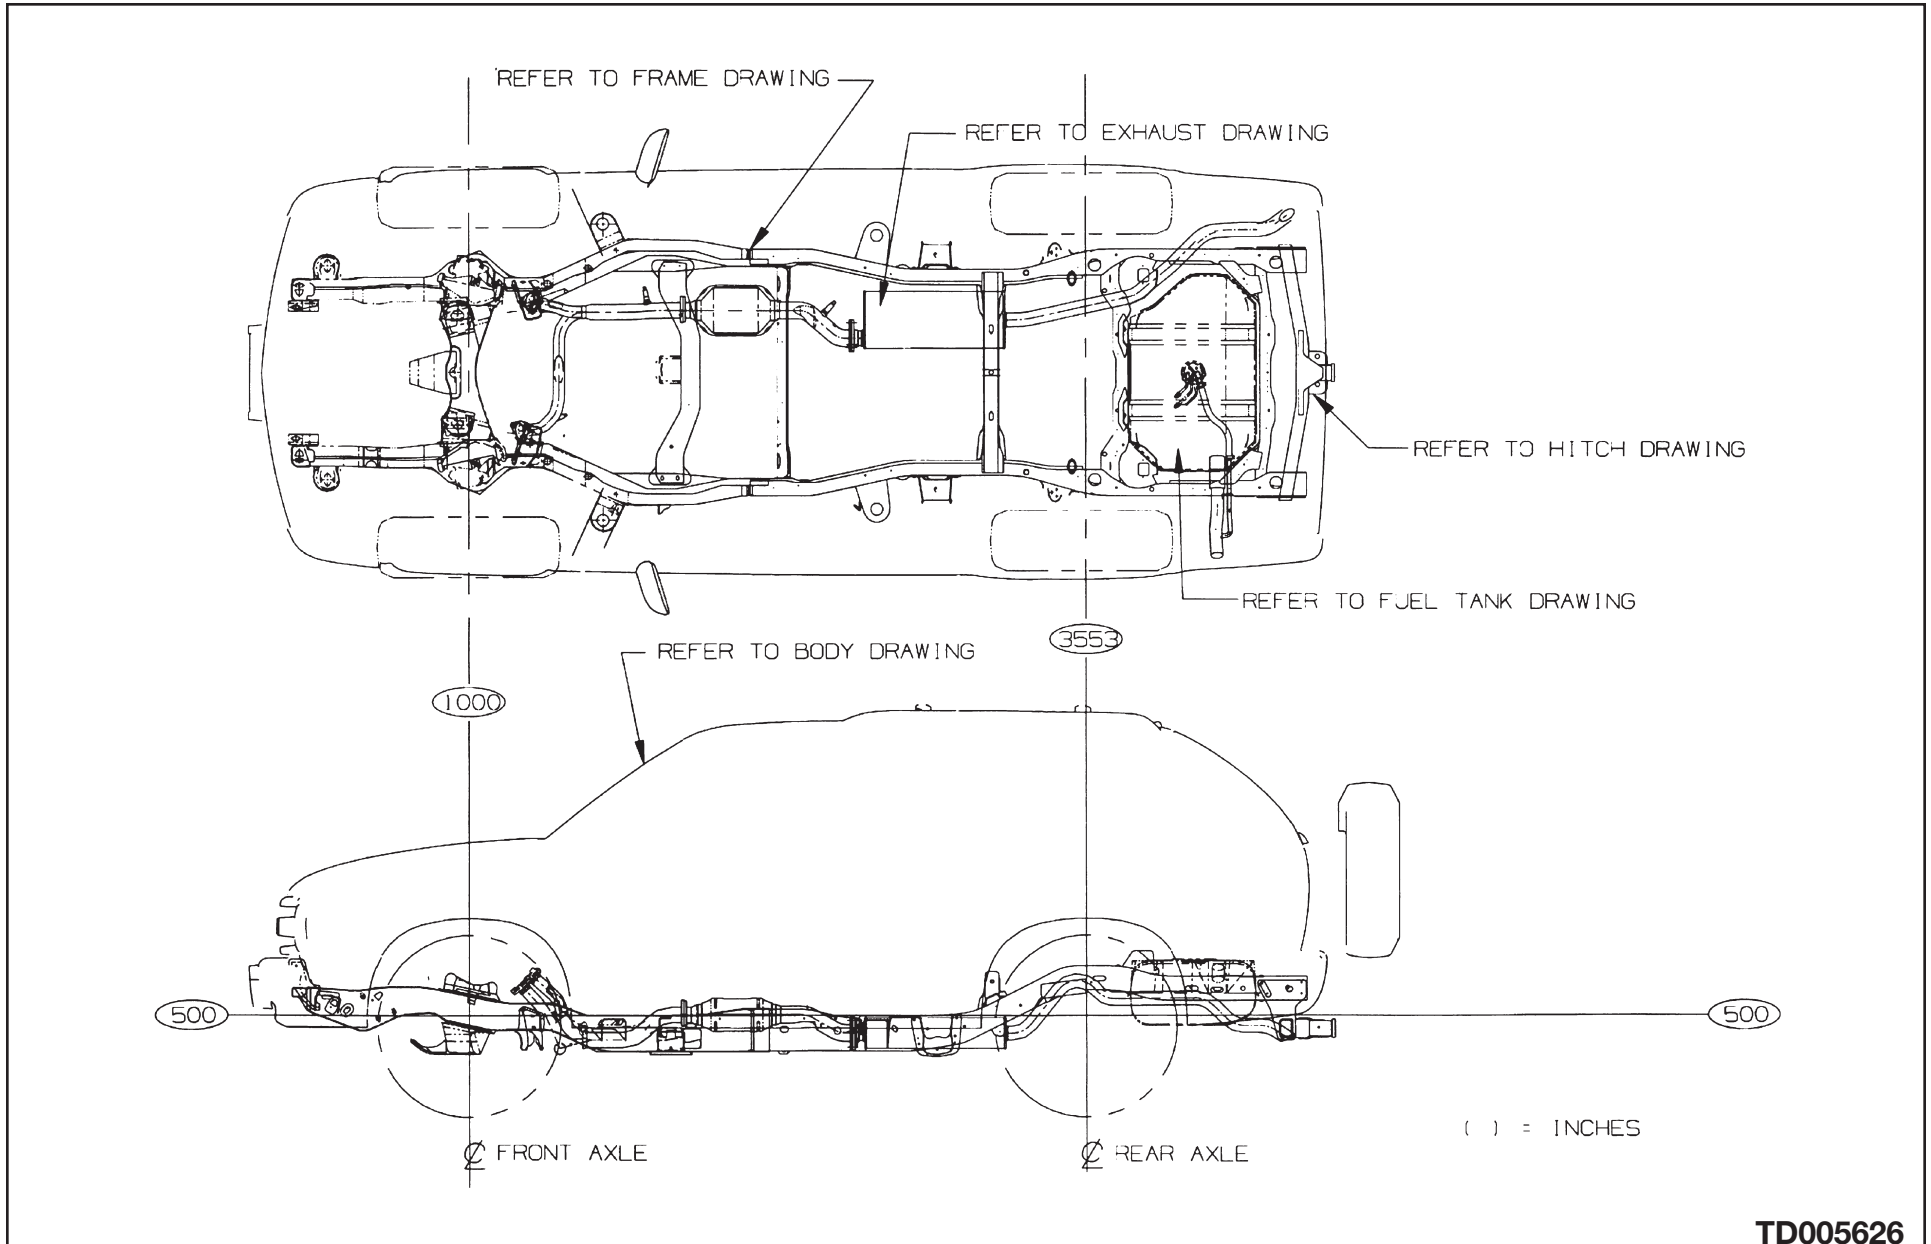 REFER TO FRAME DRAWING
REFER TO EXHAUST DRAWING
REFER TO HITCH DRAWING
REFER TO FUEL TANK DRAWING
3553
REFER TO BODY DRAWING
1000
500
500
( ) = INCHES
℄ FRONT AXLE
℄ REAR AXLE
TD005626